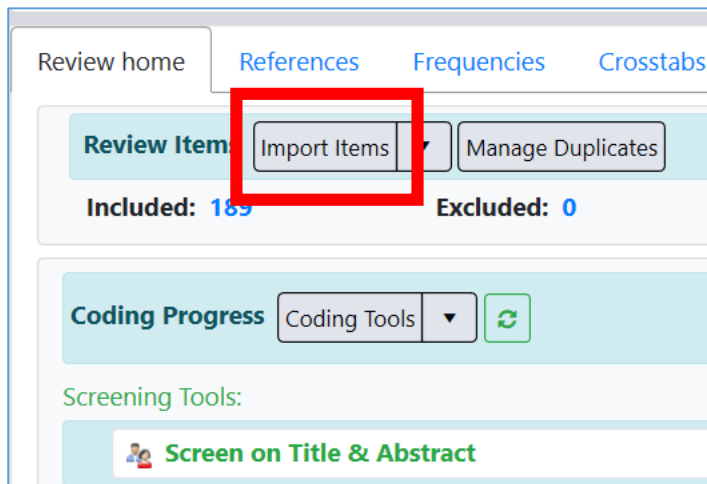 Review home References Frequencies Crosstabs
Review Item Import Items Manage Duplicates
Included: 189 Excluded: 0
Coding Progress Coding Tools
Screening Tools:
Screen on Title & Abstract